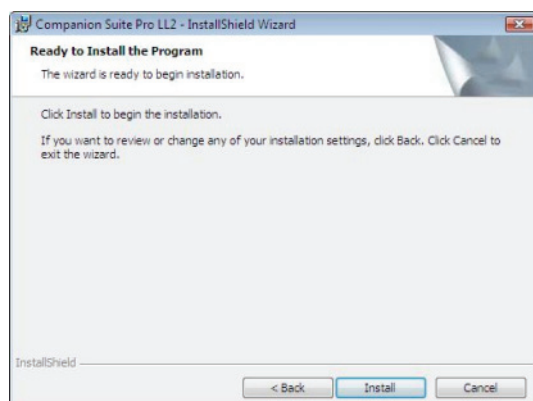 Companion Suite Pro LL2 - InstallShield Wizard
Ready to Install the Program
The wizard is ready to begin installation.
Click Install to begin the installation.
If you want to review or change any of your installation settings, click Back. Click Cancel to
exit the wizard.
InstallShield
< Back Install Cancel